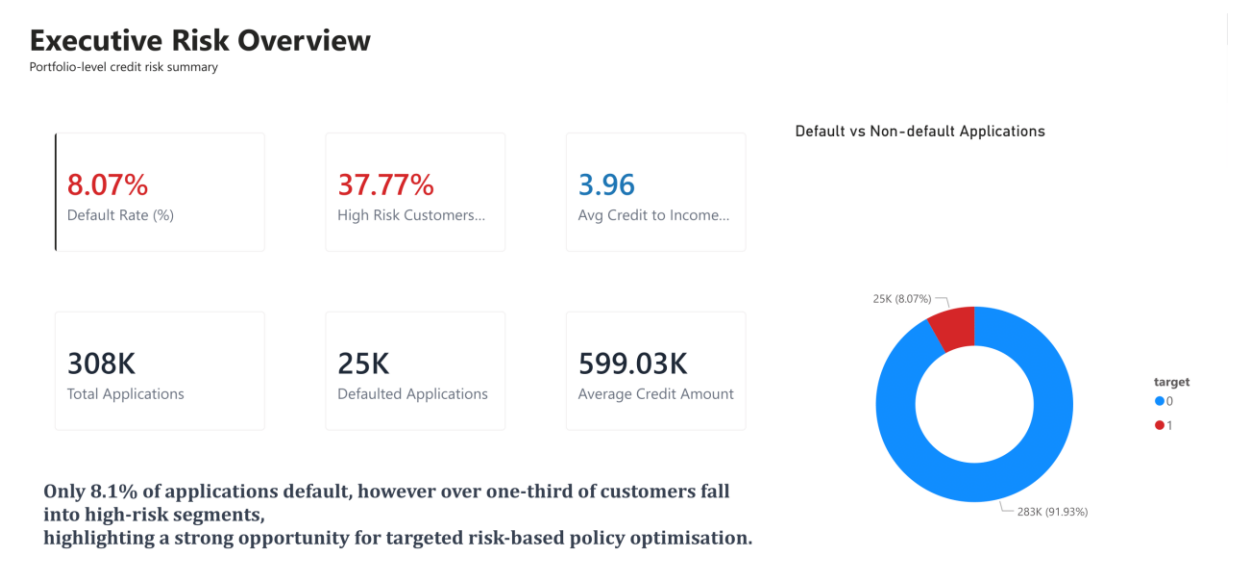 Executive Risk Overview
Portfolio-level credit risk summary
8.07%
Default Rate (%)
37.77%
High Risk Customers...
3.96
Avg Credit to Income...
308K
Total Applications
25K
Defaulted Applications
599.03K
Average Credit Amount
Only 8.1% of applications default, however over one-third of customers fall
into high-risk segments,
highlighting a strong opportunity for targeted risk-based policy optimisation.
Default vs Non-default Applications
25K (8.07%)
283K (91.93%)
target
0
1